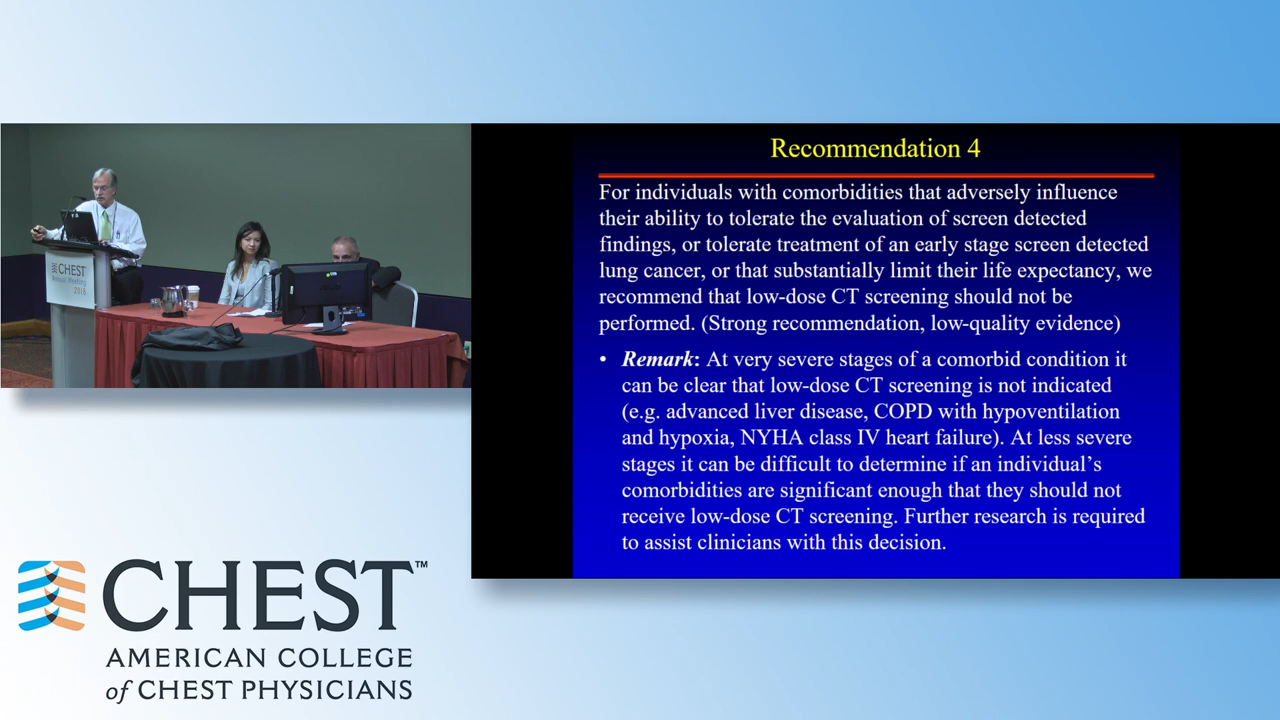 Recommendation 4
For individuals with comorbidities that adversely influence
their ability to tolerate the evaluation of screen detected
findings, or tolerate treatment of an early stage screen detected
lung cancer, or that substantially limit their life expectancy, we
recommend that low-dose CT screening should not be
performed. (Strong recommendation, low-quality evidence)
• Remark: At very severe stages of a comorbid condition it
can be clear that low-dose CT screening is not indicated
(e.g. advanced liver disease, COPD with hypoventilation
and hypoxia, NYHA class IV heart failure). At less severe
stages it can be difficult to determine if an individual’s
comorbidities are significant enough that they should not
receive low-dose CT screening. Further research is required
to assist clinicians with this decision.
CHEST
Annual Meeting
2018
CHEST™
AMERICAN COLLEGE
of CHEST PHYSICIANS